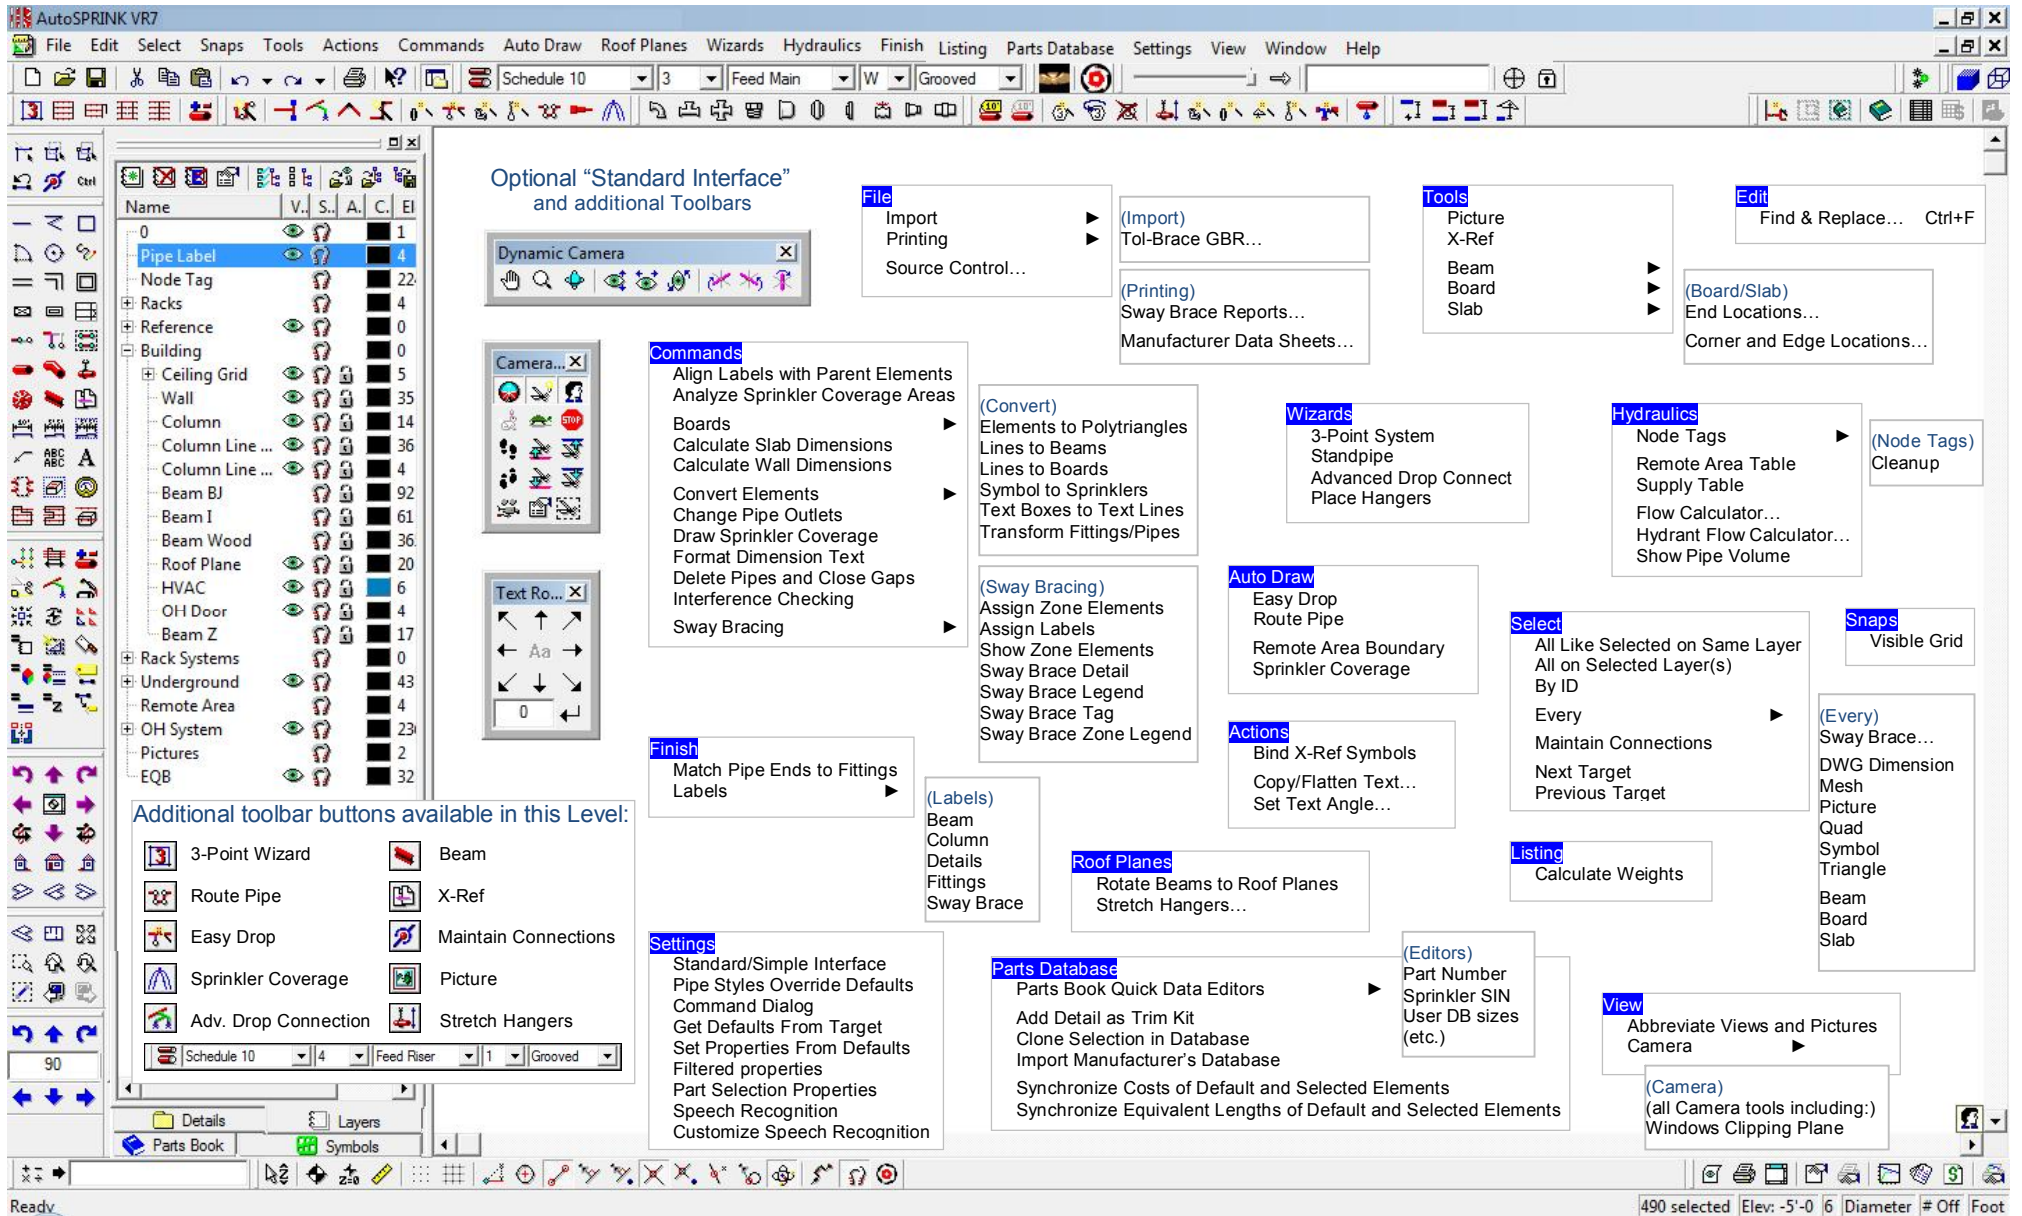 AutoSPRINK VR7
File Edit Select Snaps Tools Actions Commands Auto Draw Roof Planes Wizards Hydraulics Finish Listing Parts Database Settings View Window Help
Schedule 10 3 Feed Main W Grooved
Ctrl
Name V.. S.. A. C. El
0 1
Pipe Label 4
Node Tag 22
Racks 4
Reference 0
Building 0
Ceiling Grid 5
Wall 35
Column 14
Column Line ... 36
Column Line ... 4
Beam BJ 92
Beam I 61
Beam Wood 36
Roof Plane 20
HVAC 6
OH Door 4
Beam Z 17
Rack Systems 0
Underground 43
Remote Area 4
OH System 23
Pictures 2
EQB 32
Optional “Standard Interface”
and additional Toolbars
Dynamic Camera
Camera...
STOP
Text Ro...
Aa
0
File
Import
Printing
Source Control…
(Import)
Tol-Brace GBR…
(Printing)
Sway Brace Reports…
Manufacturer Data Sheets…
Tools
Picture
X-Ref
Beam
Board
Slab
(Board/Slab)
End Locations…
Corner and Edge Locations…
Edit
Find & Replace… Ctrl+F
Commands
Align Labels with Parent Elements
Analyze Sprinkler Coverage Areas
Boards
Calculate Slab Dimensions
Calculate Wall Dimensions
Convert Elements
Change Pipe Outlets
Draw Sprinkler Coverage
Format Dimension Text
Delete Pipes and Close Gaps
Interference Checking
Sway Bracing
(Convert)
Elements to Polytriangles
Lines to Beams
Lines to Boards
Symbol to Sprinklers
Text Boxes to Text Lines
Transform Fittings/Pipes
(Sway Bracing)
Assign Zone Elements
Assign Labels
Show Zone Elements
Sway Brace Detail
Sway Brace Legend
Sway Brace Tag
Sway Brace Zone Legend
Wizards
3-Point System
Standpipe
Advanced Drop Connect
Place Hangers
Hydraulics
Node Tags
Remote Area Table
Supply Table
Flow Calculator…
Hydrant Flow Calculator…
Show Pipe Volume
(Node Tags)
Cleanup
Auto Draw
Easy Drop
Route Pipe
Remote Area Boundary
Sprinkler Coverage
Select
All Like Selected on Same Layer
All on Selected Layer(s)
By ID
Every
Maintain Connections
Next Target
Previous Target
Snaps
Visible Grid
(Every)
Sway Brace…
DWG Dimension
Mesh
Picture
Quad
Symbol
Triangle
Beam
Board
Slab
Actions
Bind X-Ref Symbols
Copy/Flatten Text…
Set Text Angle…
Finish
Match Pipe Ends to Fittings
Labels
(Labels)
Beam
Column
Details
Fittings
Sway Brace
Roof Planes
Rotate Beams to Roof Planes
Stretch Hangers…
Listing
Calculate Weights
Additional toolbar buttons available in this Level:
3-Point Wizard Beam
Route Pipe X-Ref
Easy Drop Maintain Connections
Sprinkler Coverage Picture
Adv. Drop Connection Stretch Hangers
Schedule 10 4 Feed Riser 1 Grooved
Settings
Standard/Simple Interface
Pipe Styles Override Defaults
Command Dialog
Get Defaults From Target
Set Properties From Defaults
Filtered properties
Part Selection Properties
Speech Recognition
Customize Speech Recognition
Parts Database
Parts Book Quick Data Editors
Add Detail as Trim Kit
Clone Selection in Database
Import Manufacturer’s Database
Synchronize Costs of Default and Selected Elements
Synchronize Equivalent Lengths of Default and Selected Elements
(Editors)
Part Number
Sprinkler SIN
User DB sizes
(etc.)
View
Abbreviate Views and Pictures
Camera
(Camera)
(all Camera tools including:)
Windows Clipping Plane
90
Details Layers
Parts Book Symbols
Ready
490 selected Elev: -5'-0 6 Diameter # Off Foot